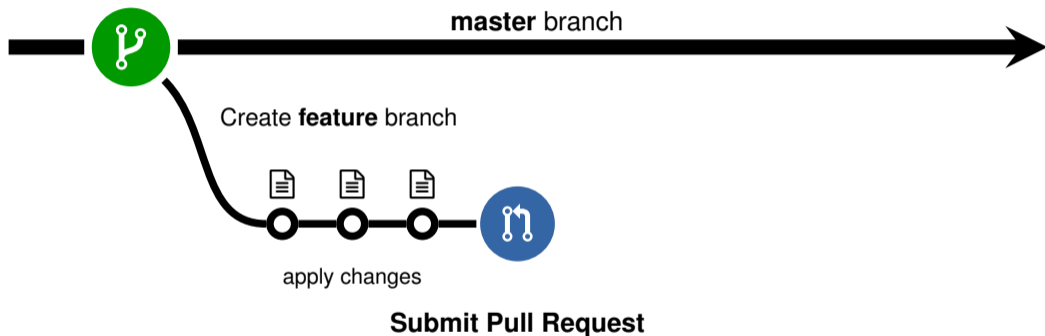 master branch
Create feature branch
apply changes
Submit Pull Request